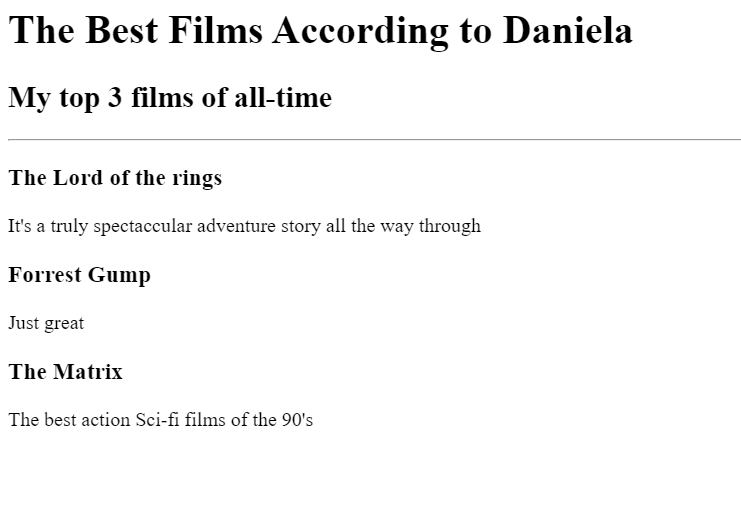 The Best Films According to Daniela
My top 3 films of all-time
The Lord of the rings
It's a truly spectaccular adventure story all the way through
Forrest Gump
Just great
The Matrix
The best action Sci-fi films of the 90's